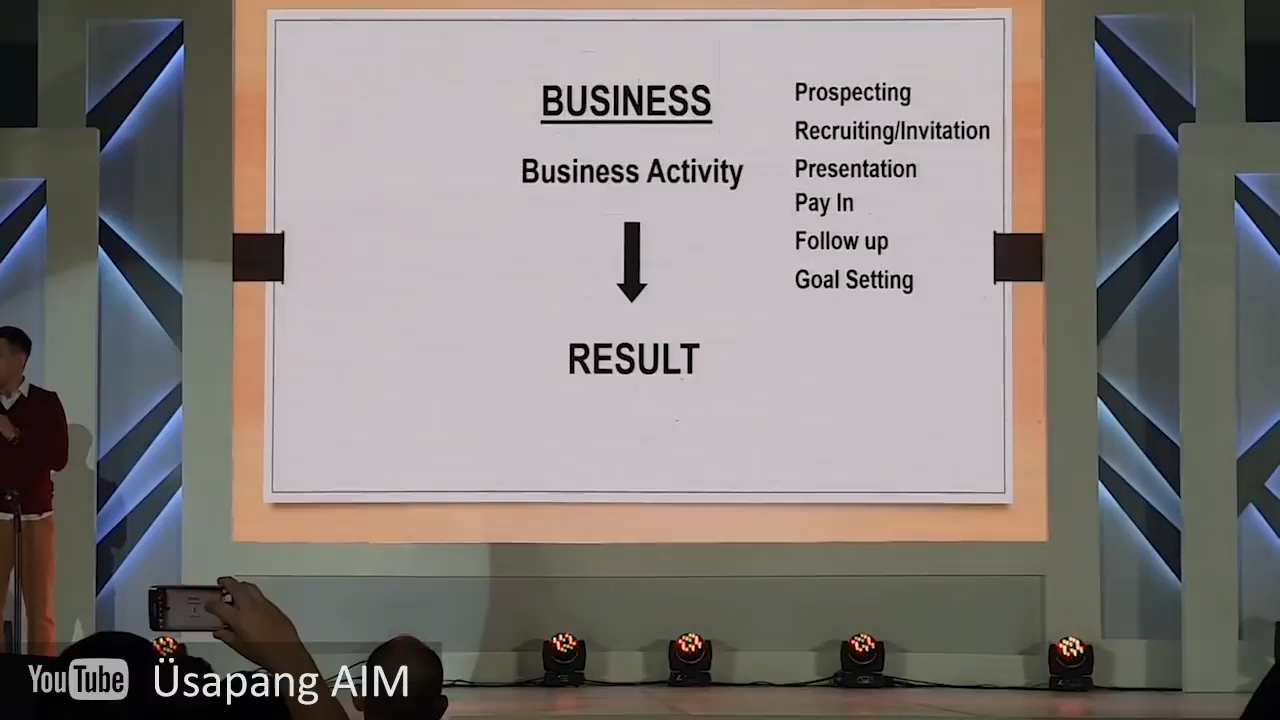 BUSINESS
Business Activity
RESULT
Prospecting
Recruiting/Invitation
Presentation
Pay In
Follow up
Goal Setting
YouTube Üsapang AIM